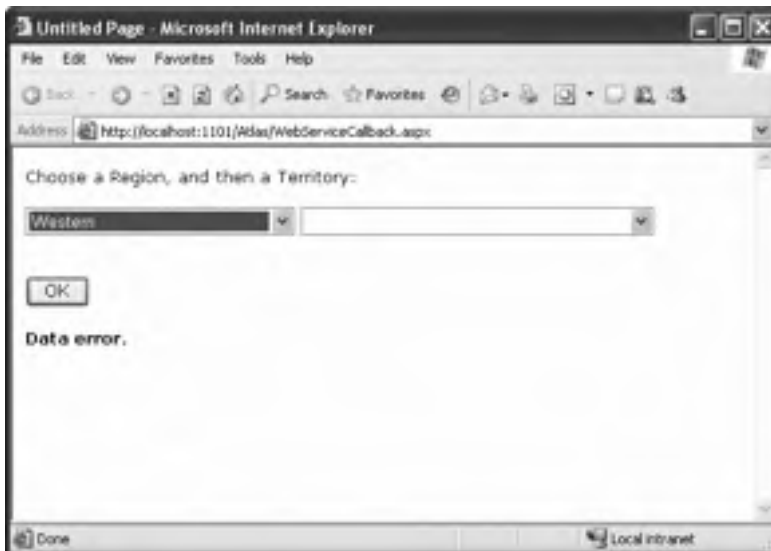 Untitled Page - Microsoft Internet Explorer
File Edit View Favorites Tools Help
Back Search Favorites
Address http://localhost:1101/Atlas/WebServiceCallback.aspx
Choose a Region, and then a Territory:
Western
OK
Data error.
Done Local intranet